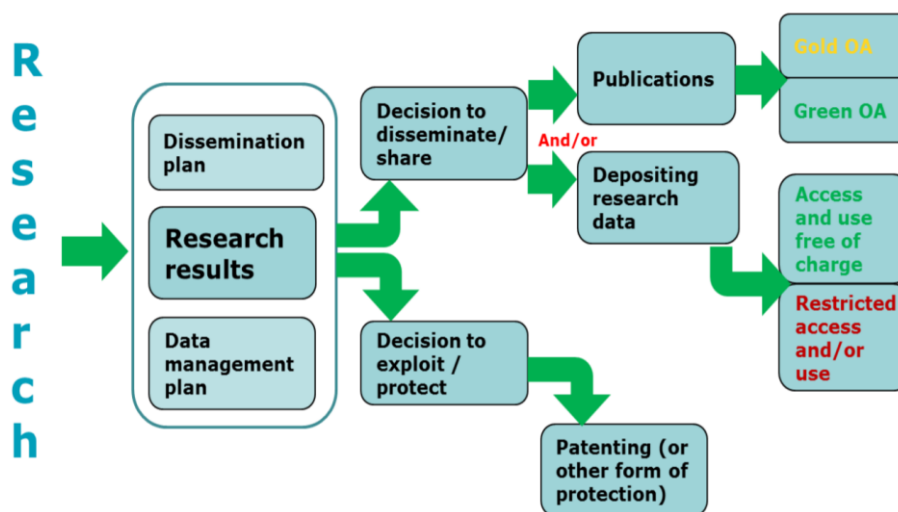 Research
Dissemination
plan
Research
results
Data
management
plan
Decision to
disseminate/
share
And/or
Decision to
exploit /
protect
Publications
Depositing
research
data
Patenting (or
other form of
protection)
Gold OA
Green OA
Access
and use
free of
charge
Restricted
access
and/or
use